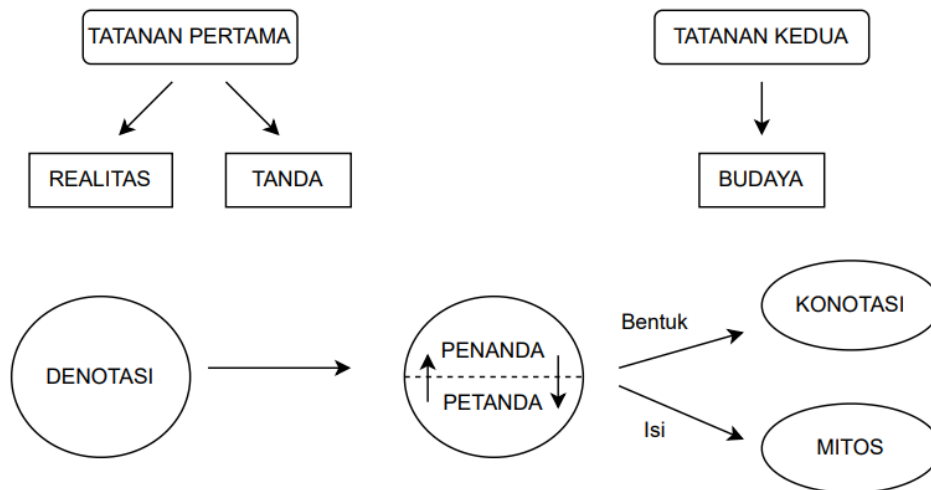 TATANAN PERTAMA
TATANAN KEDUA
REALITAS
TANDA
BUDAYA
DENOTASI
PENANDA
PETANDA
Bentuk
Isi
KONOTASI
MITOS